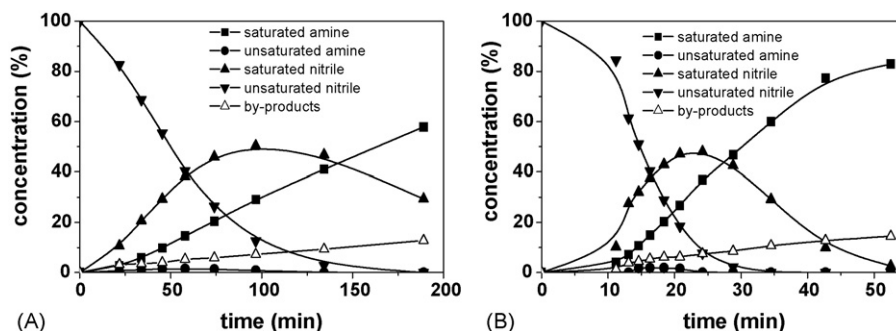 100
80
60
40
20
0
concentration (%)
saturated amine
unsaturated amine
saturated nitrile
unsaturated nitrile
by-products
0 50 100 150 200
time (min)
(A)
100
80
60
40
20
0
concentration (%)
saturated amine
unsaturated amine
saturated nitrile
unsaturated nitrile
by-products
0 10 20 30 40 50
time (min)
(B)